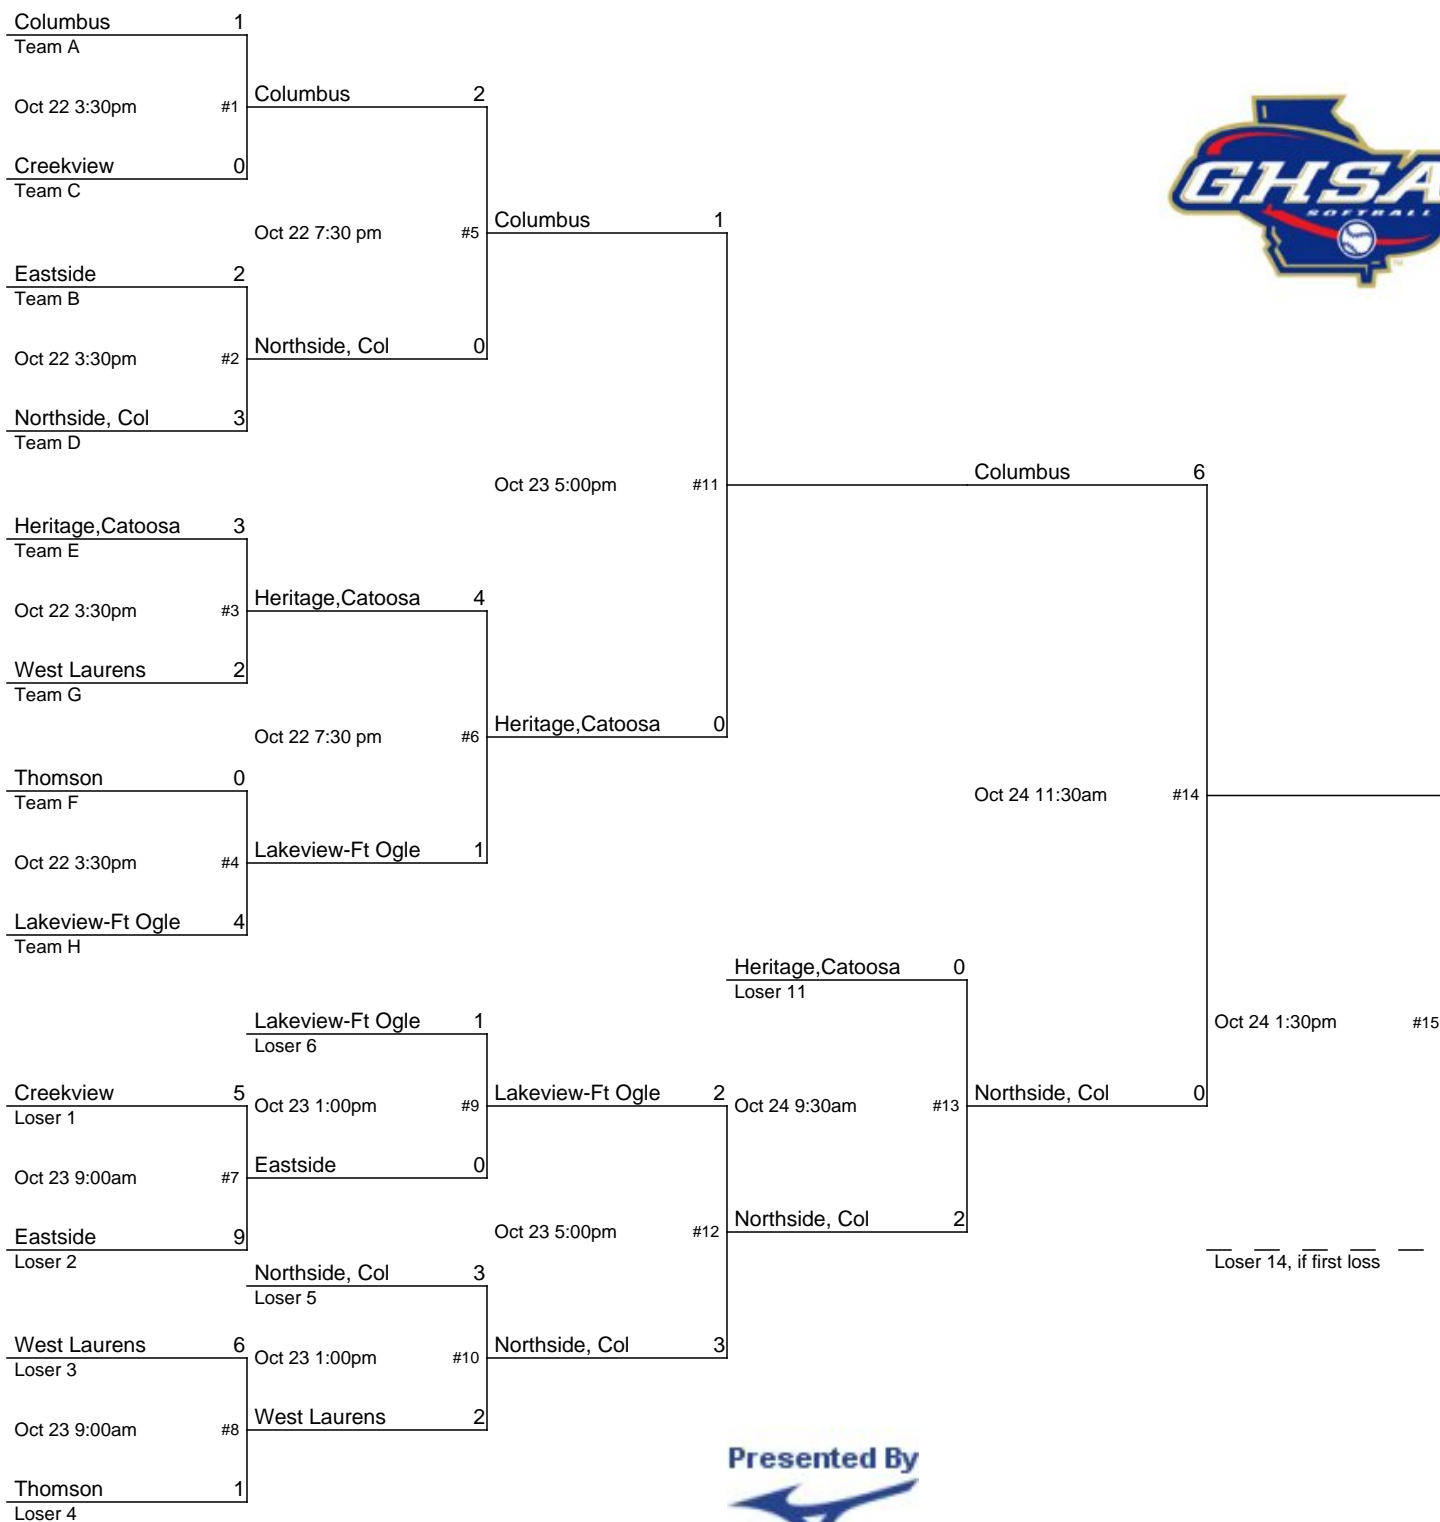 Columbus 1
Team A
Oct 22 3:30pm #1
Columbus 2
Creekview 0
Team C
Oct 22 7:30 pm #5
Columbus 1
Eastside 2
Team B
Oct 22 3:30pm #2
Northside, Col 0
Northside, Col 3
Team D
Oct 23 5:00pm #11
Columbus 6
Heritage,Catoosa 3
Team E
Oct 22 3:30pm #3
Heritage,Catoosa 4
West Laurens 2
Team G
Oct 22 7:30 pm #6
Heritage,Catoosa 0
Thomson 0
Team F
Oct 22 3:30pm #4
Lakeview-Ft Ogle 1
Lakeview-Ft Ogle 4
Team H
Oct 24 11:30am #14
Heritage,Catoosa 0
Loser 11
Lakeview-Ft Ogle 1
Loser 6
Oct 24 1:30pm #15
Creekview 5
Loser 1
Oct 23 1:00pm #9
Lakeview-Ft Ogle 2
Oct 24 9:30am #13
Northside, Col 0
Oct 23 9:00am #7
Eastside 0
Eastside 9
Loser 2
Oct 23 5:00pm #12
Northside, Col 2
Loser 14, if first loss
Northside, Col 3
Loser 5
West Laurens 6
Loser 3
Oct 23 1:00pm #10
Northside, Col 3
Oct 23 9:00am #8
West Laurens 2
Thomson 1
Loser 4
GHSA
SOFTBALL
TM
Presented By